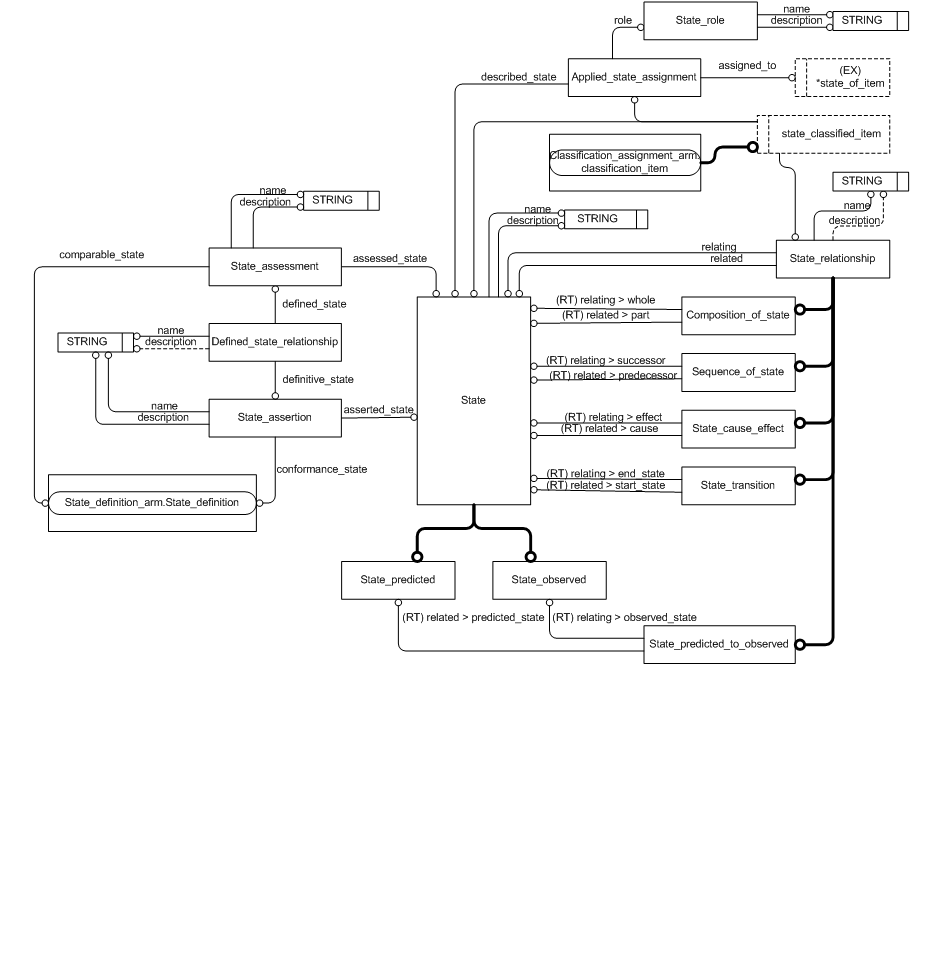 State_role
name
description
STRING
role
Applied_state_assignment
assigned_to
(EX)
*state_of_item
described_state
state_classified_item
Classification_assignment_arm.
classification_item
STRING
name
description
name
description
STRING
name
description
STRING
relating
related
State_relationship
comparable_state
State_assessment
assessed_state
defined_state
(RT) relating > whole
(RT) related > part
Composition_of_state
STRING
name
description
Defined_state_relationship
definitive_state
(RT) relating > successor
(RT) related > predecessor
Sequence_of_state
name
description
State_assertion
asserted_state
State
(RT) relating > effect
(RT) related > cause
State_cause_effect
conformance_state
(RT) relating > end_state
(RT) related > start_state
State_transition
State_definition_arm.State_definition
State_predicted
State_observed
(RT) related > predicted_state
(RT) relating > observed_state
State_predicted_to_observed